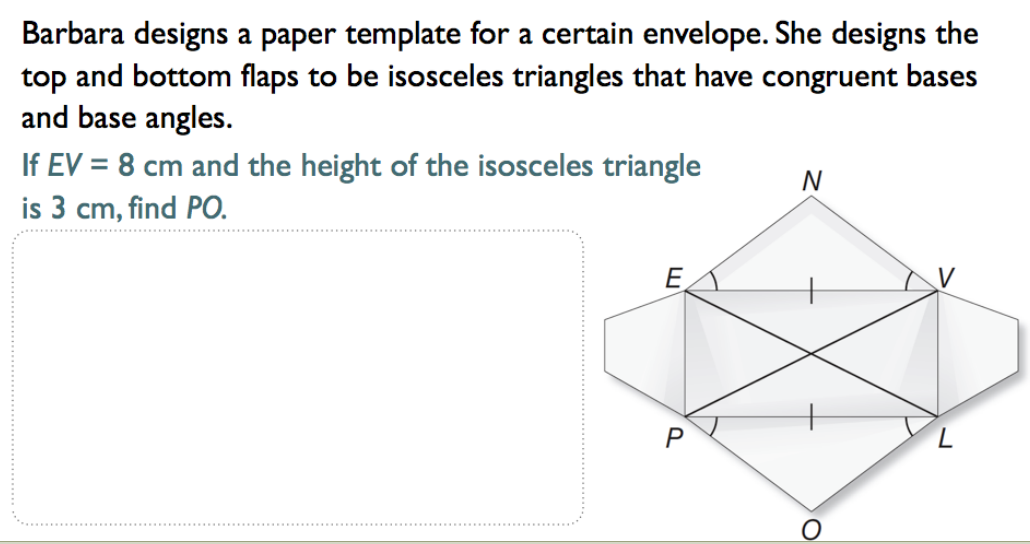 Barbara designs a paper template for a certain envelope. She designs the
top and bottom flaps to be isosceles triangles that have congruent bases
and base angles.
If EV = 8 cm and the height of the isosceles triangle
is 3 cm, find PO.
N
E
V
P
L
O